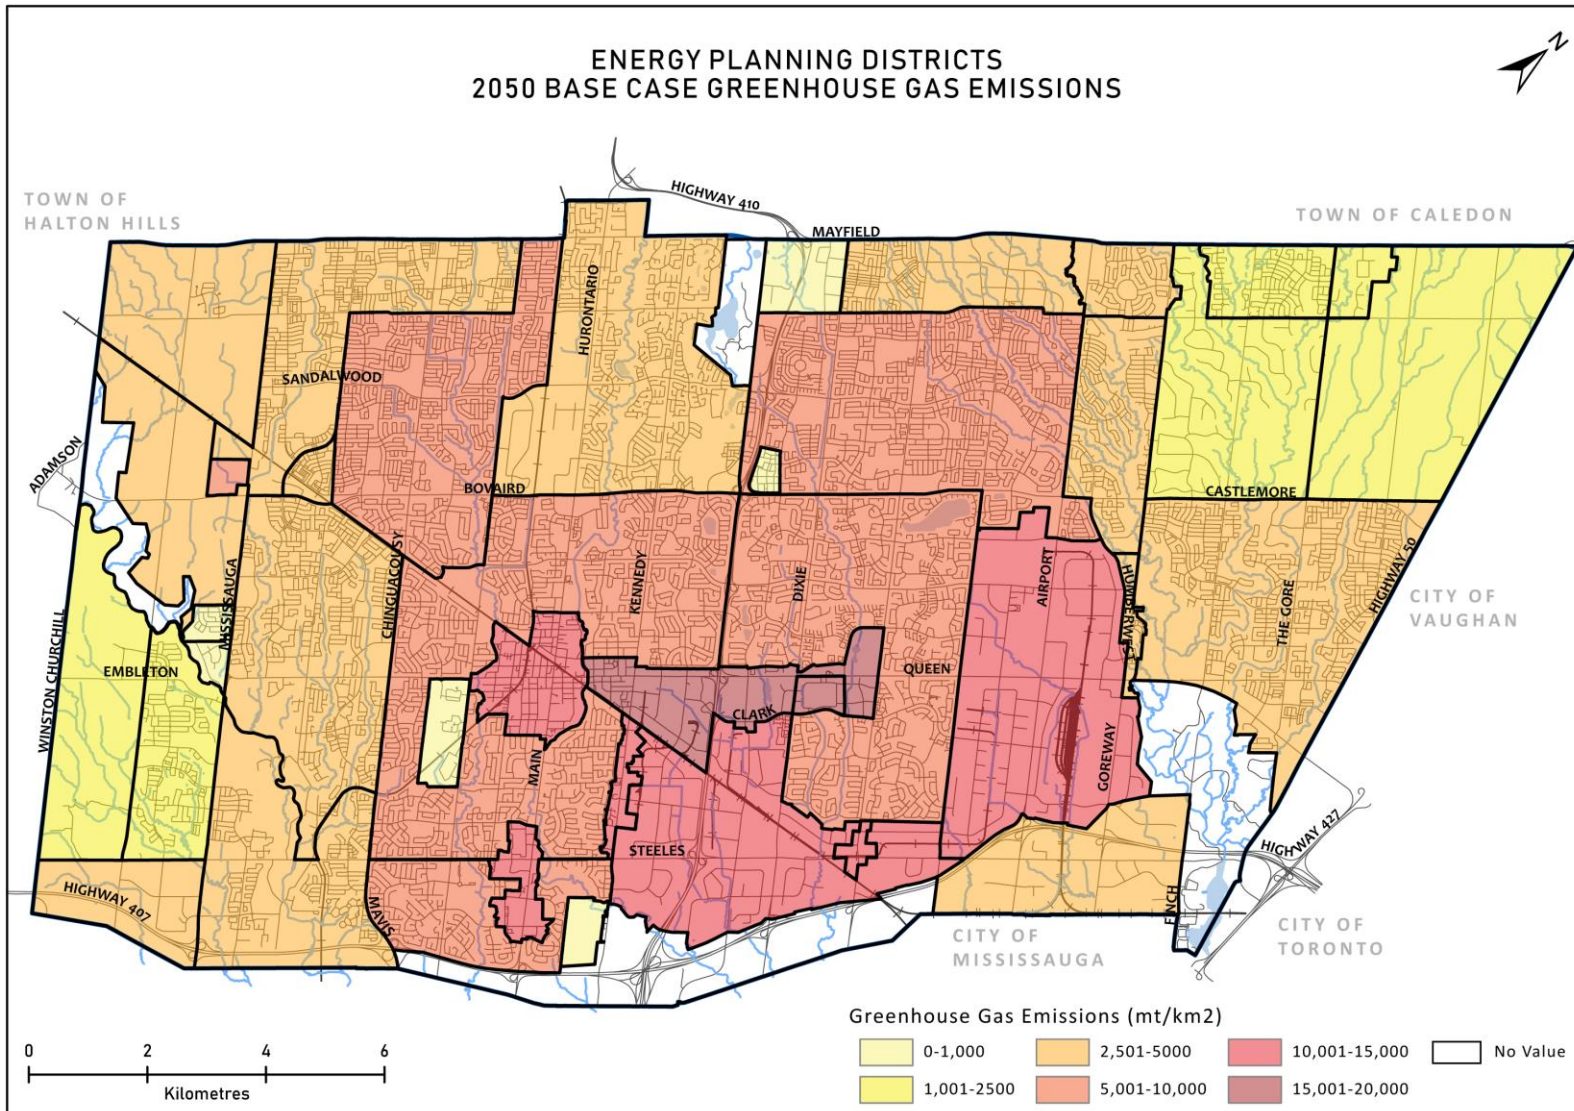 ENERGY PLANNING DISTRICTS
2050 BASE CASE GREENHOUSE GAS EMISSIONS
N
TOWN OF
HALTON HILLS
HIGHWAY 410
MAYFIELD
TOWN OF CALEDON
HURONTARIO
SANDALWOOD
ADAMSON
BOVAIRD
CASTLEMORE
CHINGUACOUSY
MISSISSAUGA
KENNEDY
DIXIE
AIRPORT
HUMBERWEST
THE GORE
HIGHWAY 50
CITY OF
VAUGHAN
WINSTON CHURCHILL
EMBLETON
QUEEN
CLARK
MAIN
GOREWAY
STEELES
HIGHWAY 427
HIGHWAY 407
MAVIS
FINCH
CITY OF
MISSISSAUGA
CITY OF
TORONTO
Greenhouse Gas Emissions (mt/km2)
0-1,000
2,501-5000
10,001-15,000
No Value
1,001-2500
5,001-10,000
15,001-20,000
0 2 4 6
Kilometres